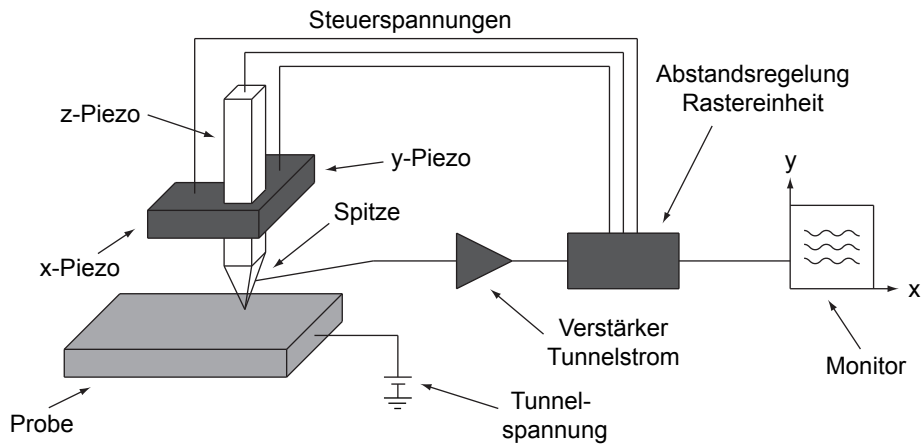 Steuerspannungen
Abstandsregelung
Rastereinheit
z-Piezo
y-Piezo
y
Spitze
x-Piezo
x
Verstärker
Tunnelstrom
Monitor
Tunnel-
spannung
Probe